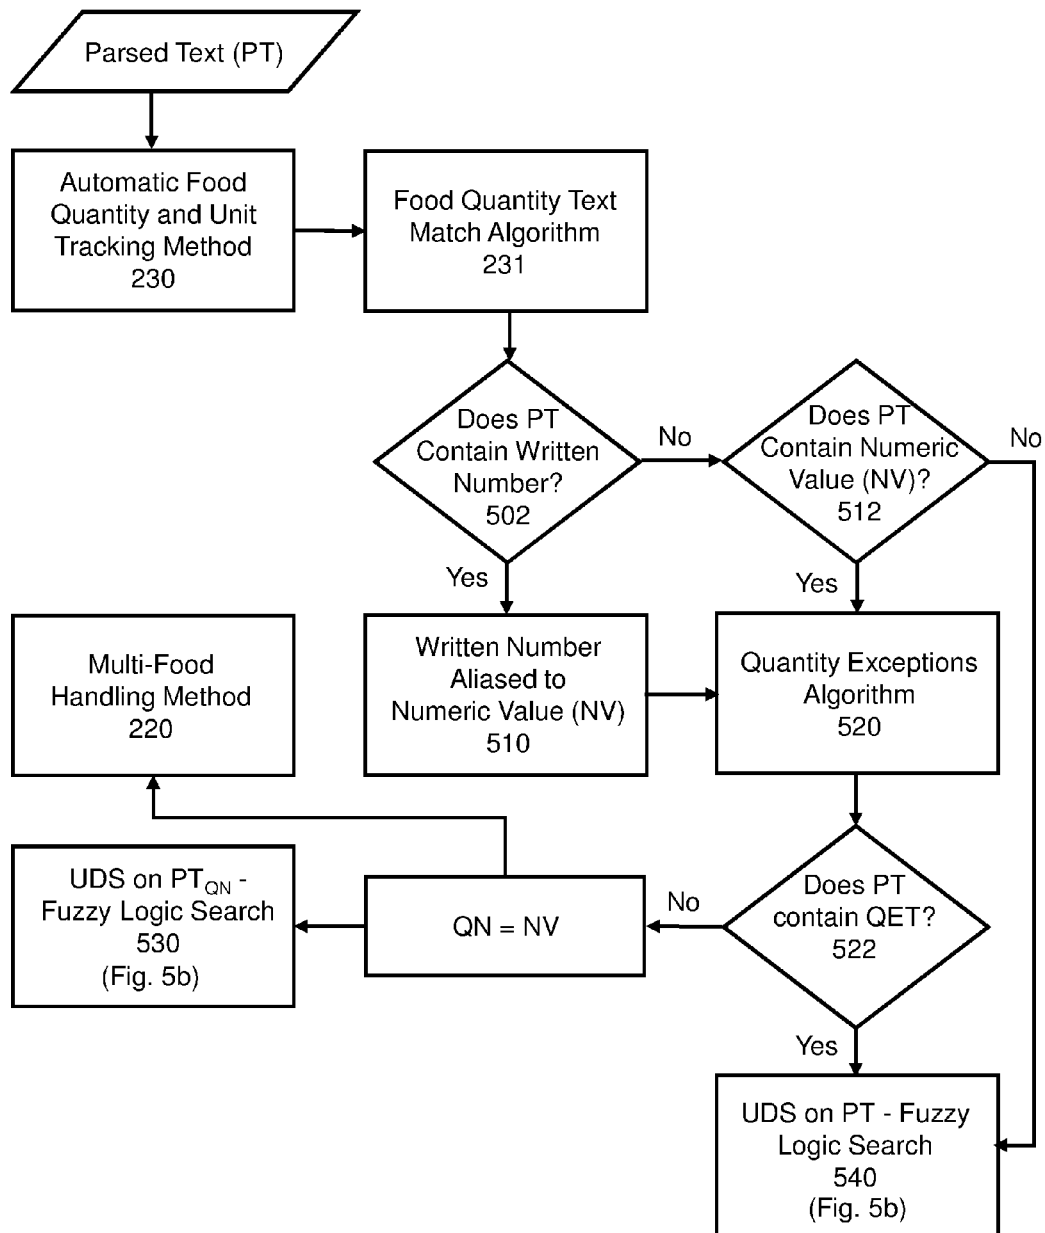 Parsed Text (PT)
Automatic Food
Quantity and Unit
Tracking Method
230
Food Quantity Text
Match Algorithm
231
Does PT
Contain Written
Number?
502
No
Does PT
Contain Numeric
Value (NV)?
512
No
Yes
Yes
Written Number
Aliased to
Numeric Value (NV)
510
Quantity Exceptions
Algorithm
520
Multi-Food
Handling Method
220
Does PT
contain QET?
522
No
QN = NV
UDS on PTQN -
Fuzzy Logic Search
530
(Fig. 5b)
Yes
UDS on PT - Fuzzy
Logic Search
540
(Fig. 5b)